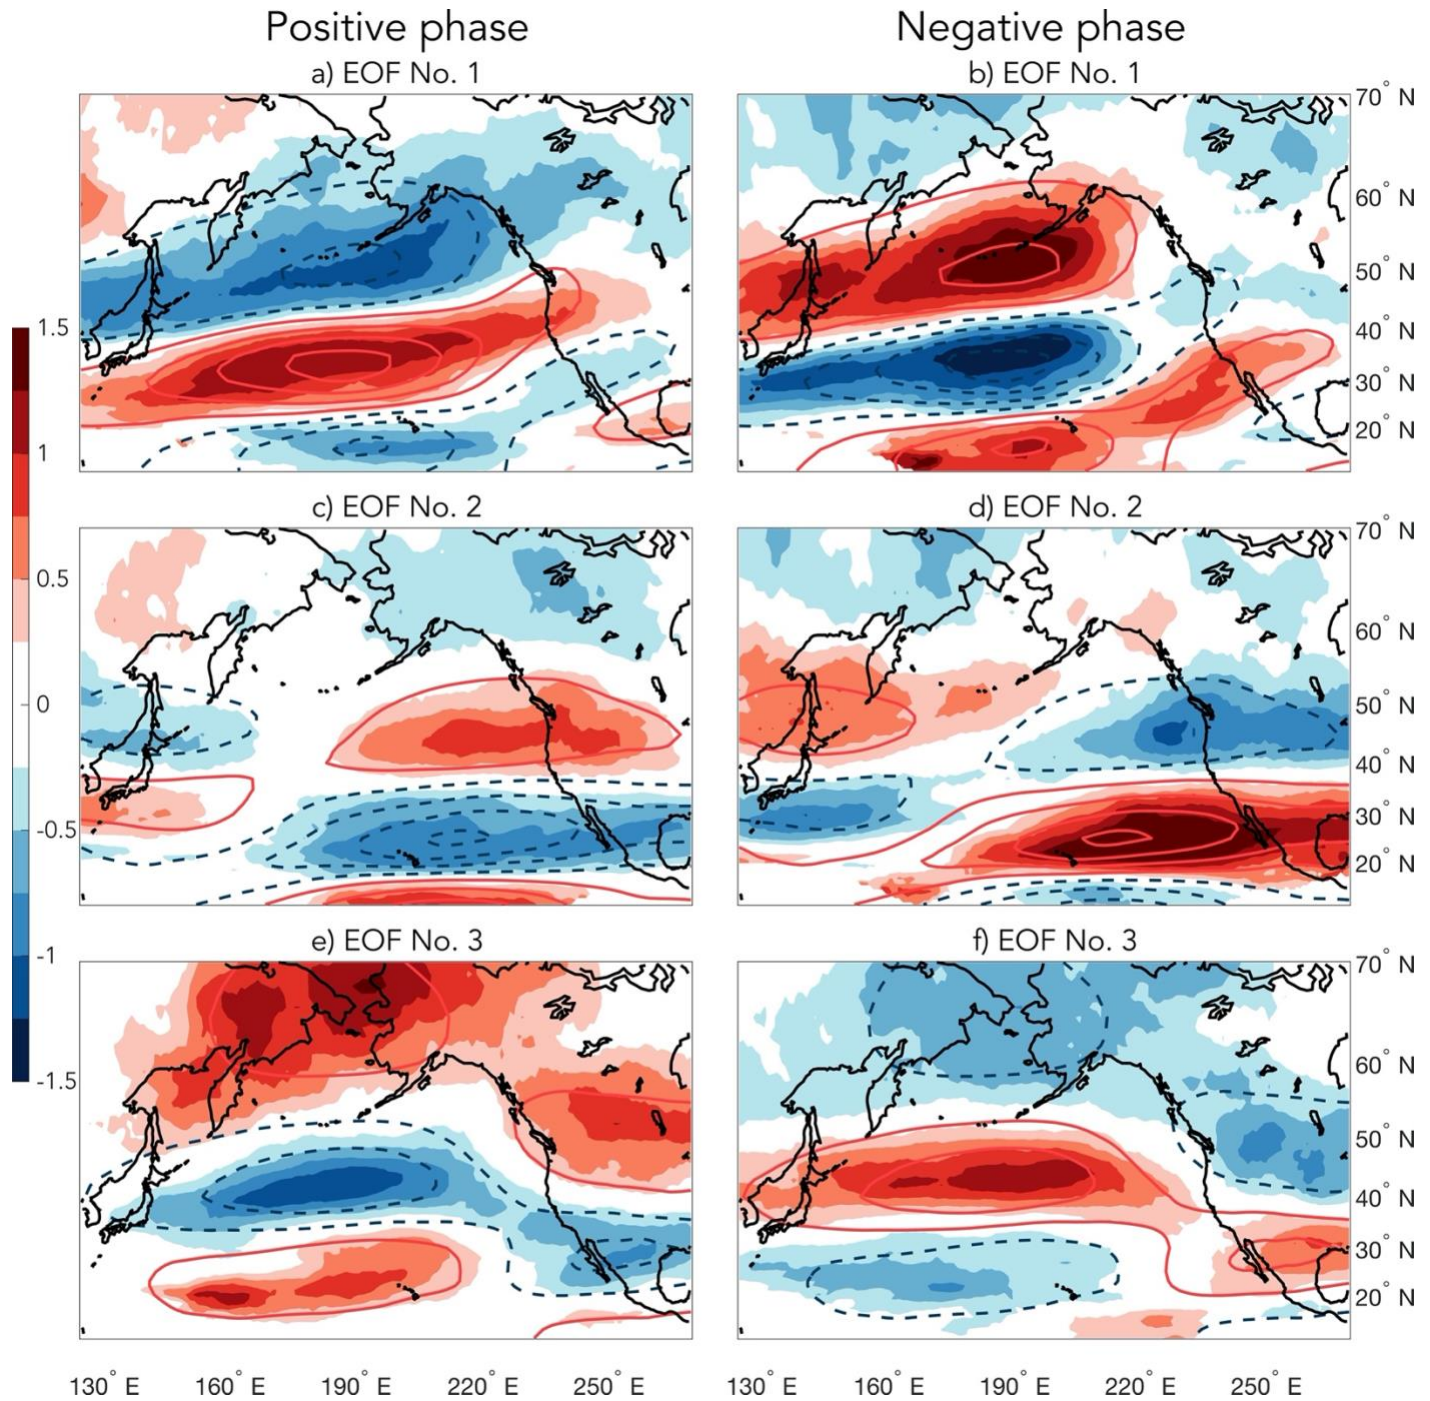 Positive phase
Negative phase
a) EOF No. 1
b) EOF No. 1
70° N
60° N
50° N
40° N
30° N
20° N
1.5
1
0.5
0
-0.5
-1
-1.5
c) EOF No. 2
d) EOF No. 2
70° N
60° N
50° N
40° N
30° N
20° N
e) EOF No. 3
f) EOF No. 3
70° N
60° N
50° N
40° N
30° N
20° N
130° E 160° E 190° E 220° E 250° E
130° E 160° E 190° E 220° E 250° E